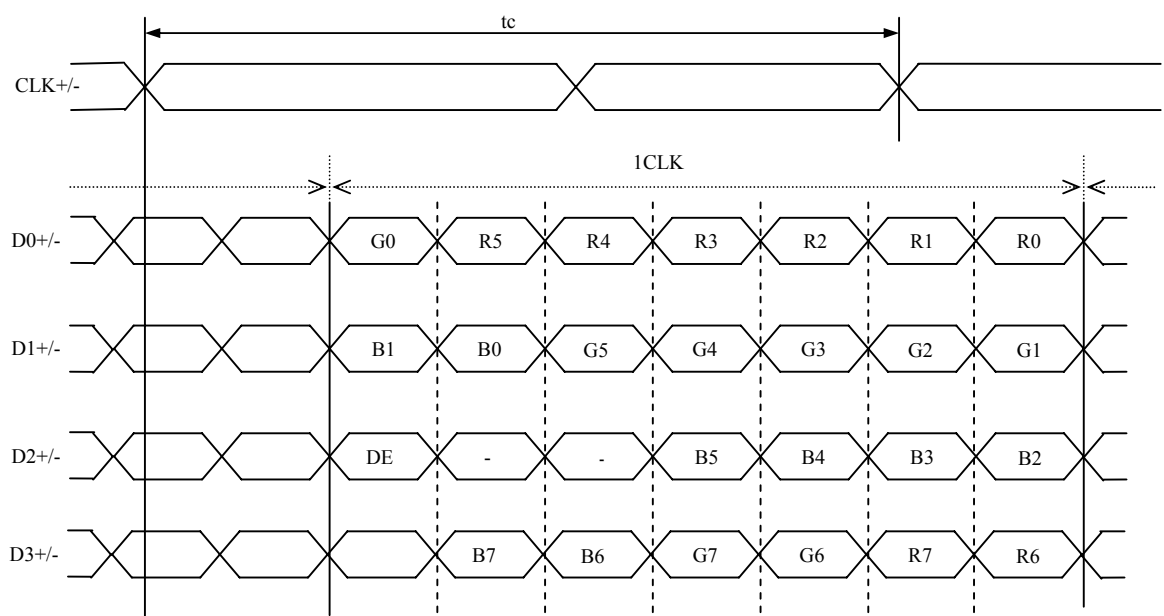 tc
CLK+/-
1CLK
D0+/- G0 R5 R4 R3 R2 R1 R0
D1+/- B1 B0 G5 G4 G3 G2 G1
D2+/- DE - - B5 B4 B3 B2
D3+/- B7 B6 G7 G6 R7 R6